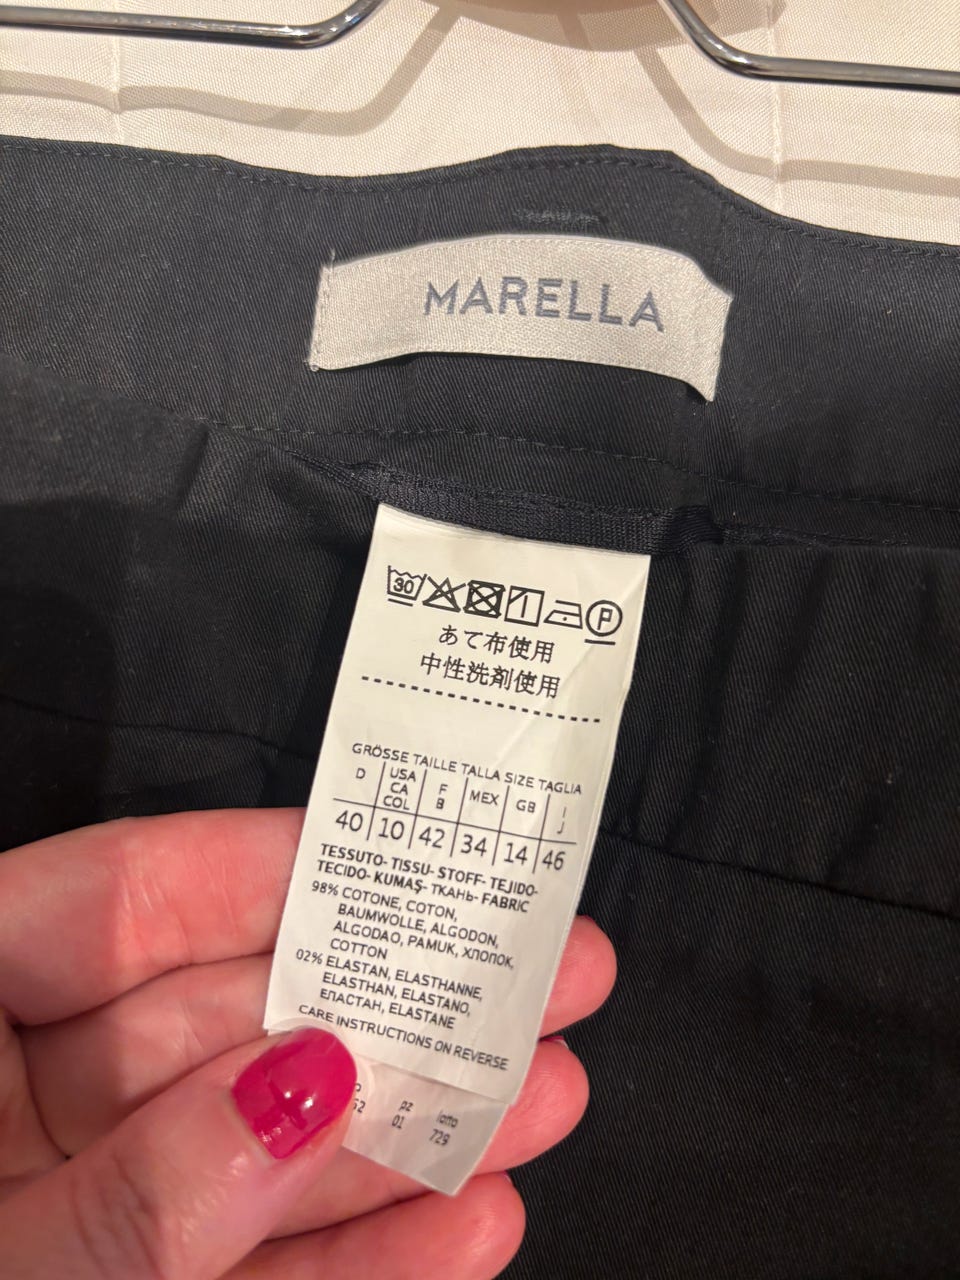 MARELLA
30 P
あて布使用
中性洗剤使用
GRÖSSE TAILLE TALLA SIZE TAGLIA
D USA CA COL F B MEX GB I J
40 10 42 34 14 46
TESSUTO- TISSU- STOFF- TEJIDO-
TECIDO- KUMAŞ- ТКАНЬ- FABRIC
98% COTONE, COTON,
BAUMWOLLE, ALGODON,
ALGODAO, PAMUK, ХЛОПОК,
COTTON
02% ELASTAN, ELASTHANNE,
ELASTHAN, ELASTANO,
ЕПАСТАН, ELASTANE
CARE INSTRUCTIONS ON REVERSE
pz lotto
01 729